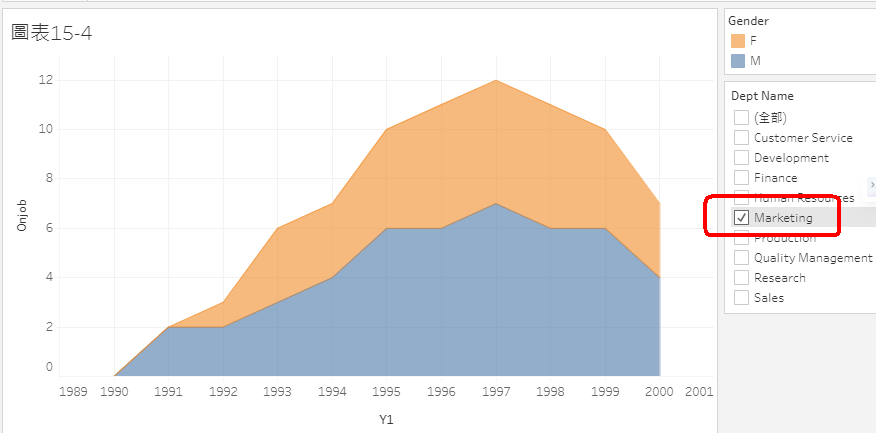 圖表15-4
12
10
8
6
4
2
0
Onjob
1989 1990 1991 1992 1993 1994 1995 1996 1997 1998 1999 2000 2001
Y1
Gender
F
M
Dept Name
(全部)
Customer Service
Development
Finance
Human Resources
Marketing
Production
Quality Management
Research
Sales